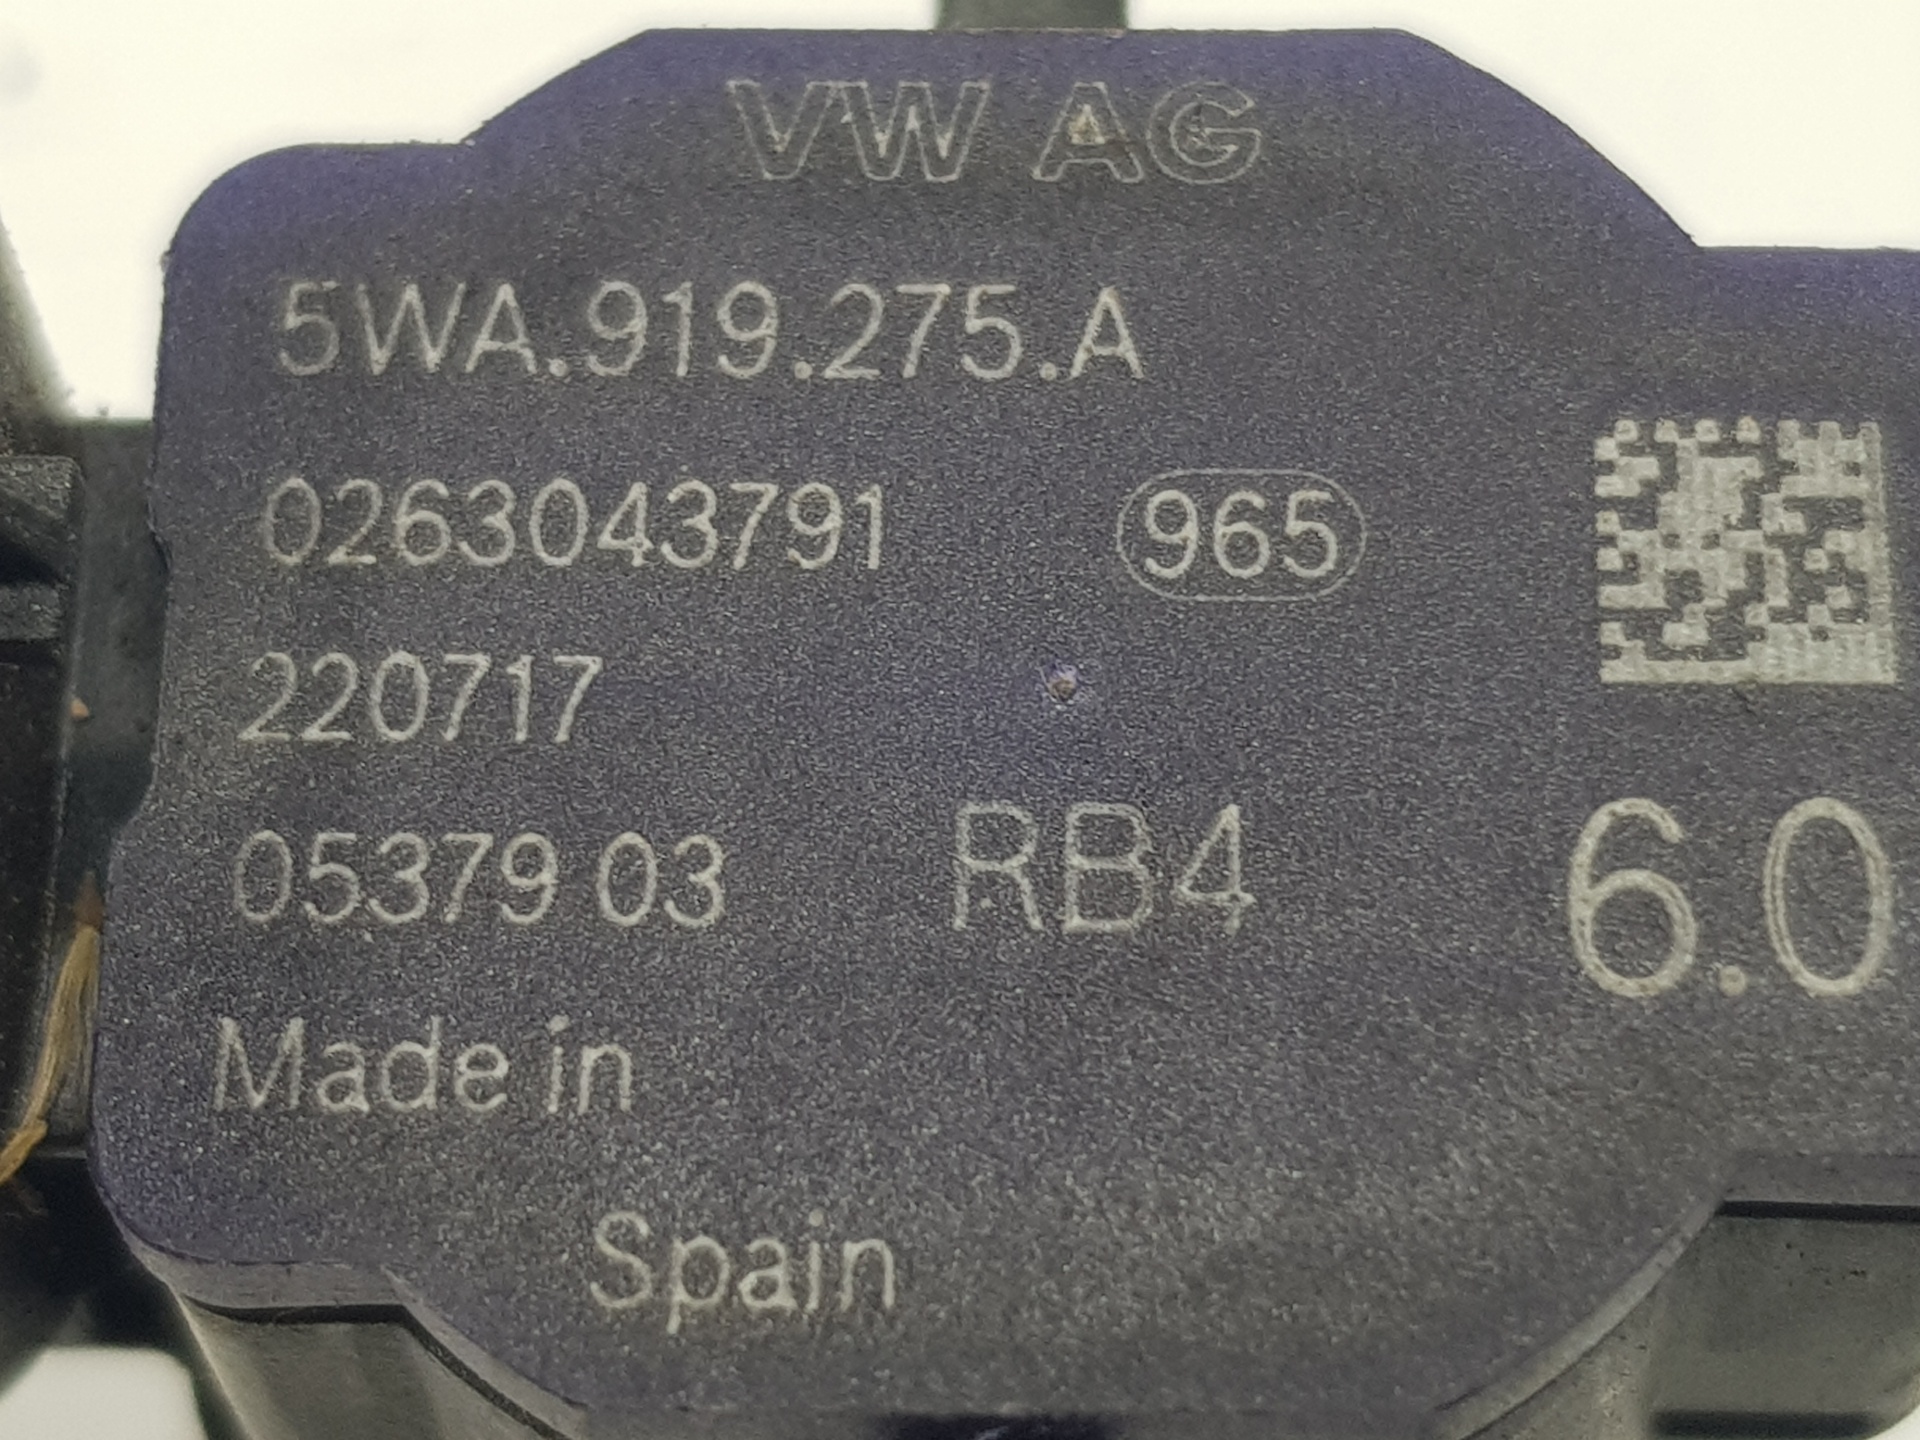 VW AG
5WA.919.275.A
0263043791 965
220717
05379 03 RB4 6.0
Made in
Spain